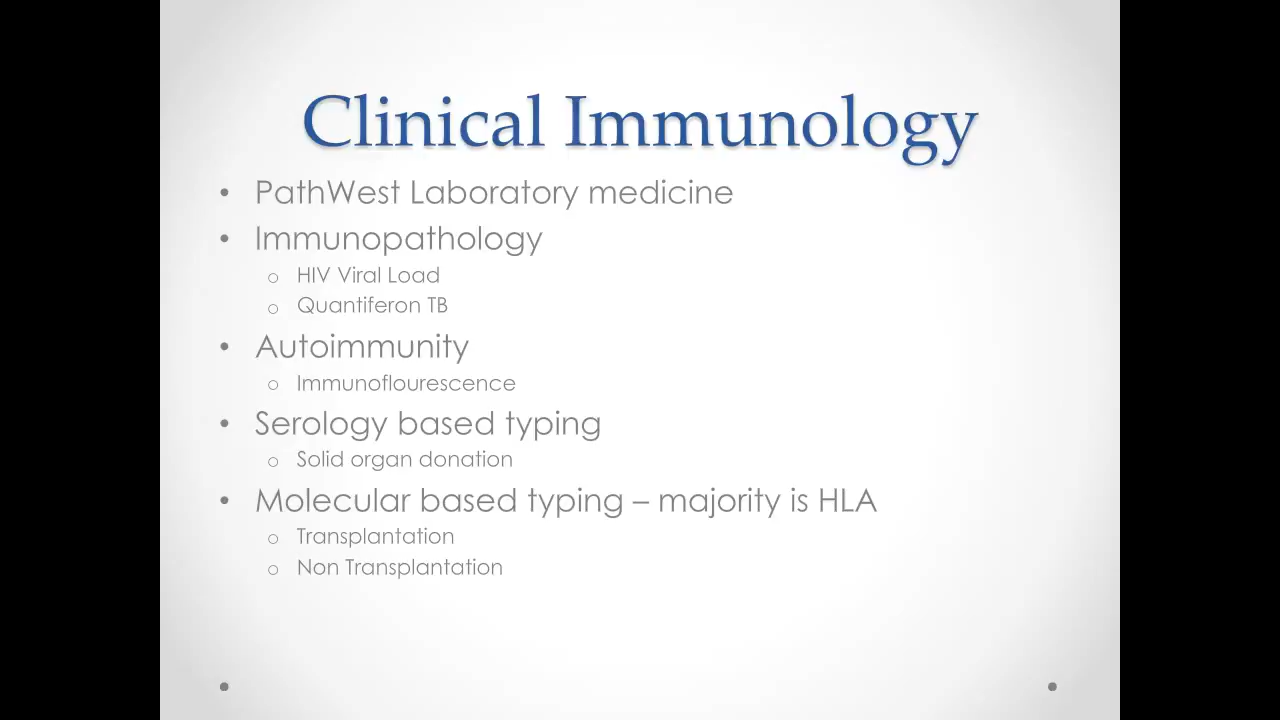 Clinical Immunology
• PathWest Laboratory medicine
• Immunopathology
o HIV Viral Load
o Quantiferon TB
• Autoimmunity
o Immunoflourescence
• Serology based typing
o Solid organ donation
• Molecular based typing – majority is HLA
o Transplantation
o Non Transplantation